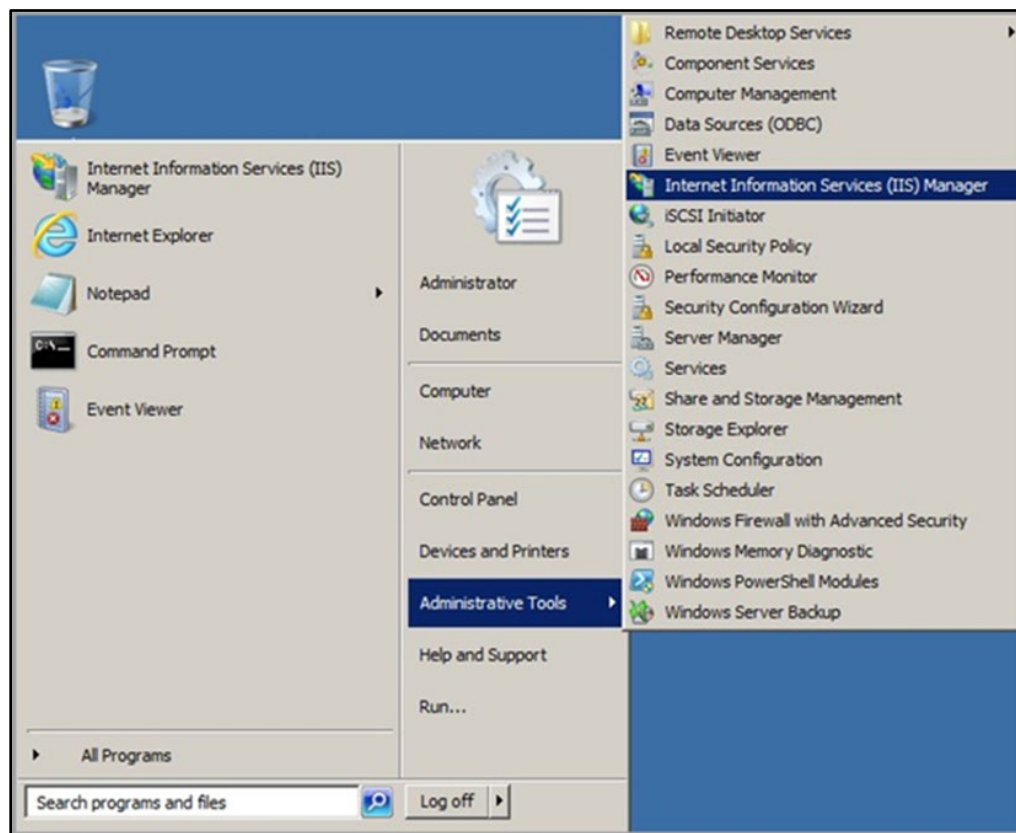 Internet Information Services (IIS)
Manager
Internet Explorer
Notepad
Command Prompt
C:\
Event Viewer
All Programs
Search programs and files
Administrator
Documents
Computer
Network
Control Panel
Devices and Printers
Administrative Tools
Help and Support
Run...
Log off
Remote Desktop Services
Component Services
Computer Management
Data Sources (ODBC)
Event Viewer
Internet Information Services (IIS) Manager
iSCSI Initiator
Local Security Policy
Performance Monitor
Security Configuration Wizard
Server Manager
Services
Share and Storage Management
Storage Explorer
System Configuration
Task Scheduler
Windows Firewall with Advanced Security
Windows Memory Diagnostic
Windows PowerShell Modules
Windows Server Backup